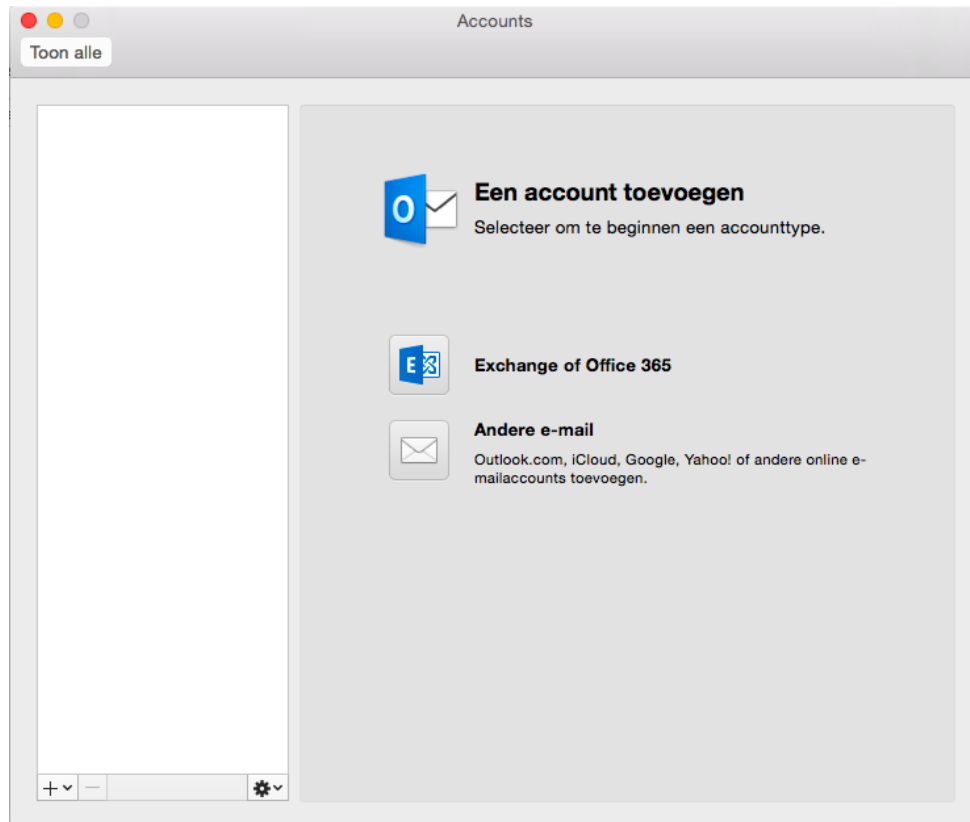 Accounts
Toon alle
Een account toevoegen
Selecteer om te beginnen een accounttype.
Exchange of Office 365
Andere e-mail
Outlook.com, iCloud, Google, Yahoo! of andere online e-
mailaccounts toevoegen.